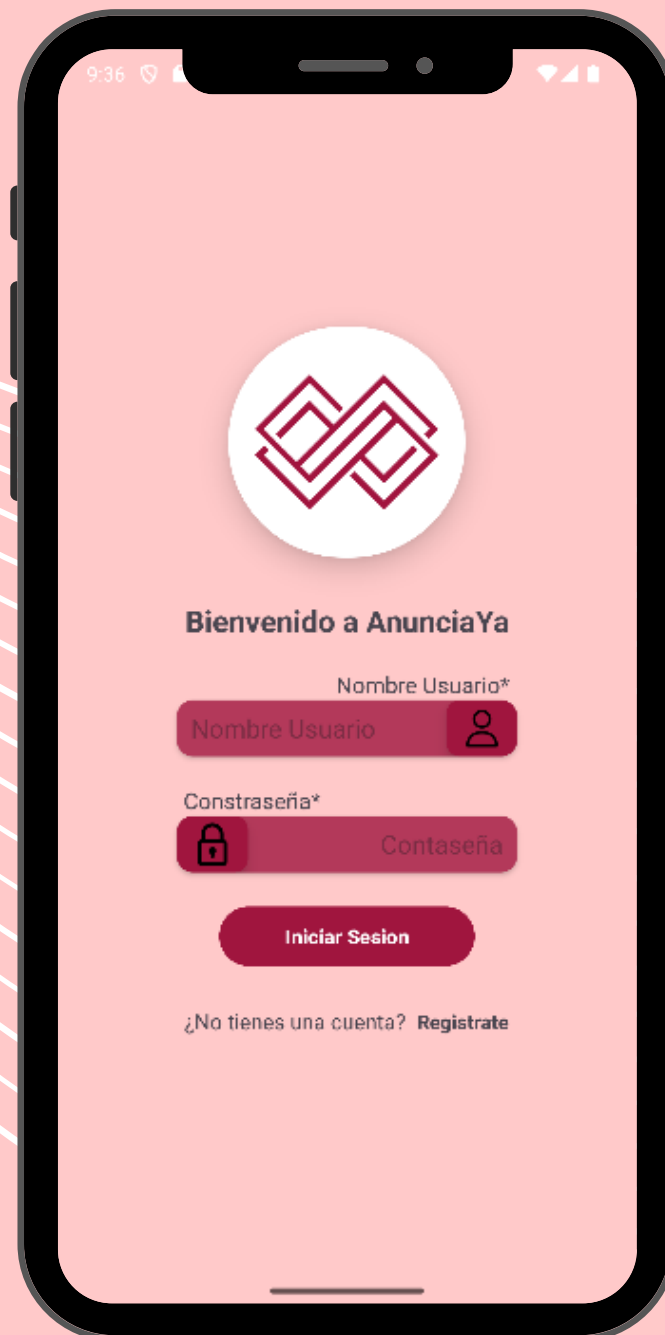 9:36
Bienvenido a AnunciaYa
Nombre Usuario*
Nombre Usuario
Constraseña*
Contaseña
Iniciar Sesion
¿No tienes una cuenta? Registrate